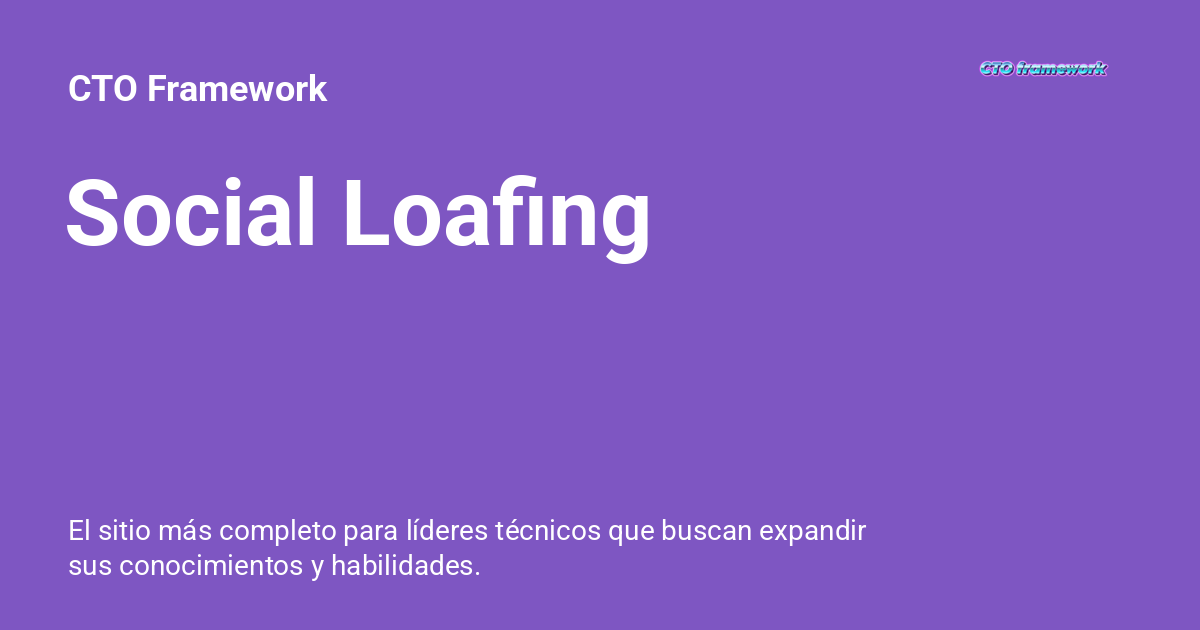 CTO Framework
CTO framework
Social Loafing
El sitio más completo para líderes técnicos que buscan expandir
sus conocimientos y habilidades.